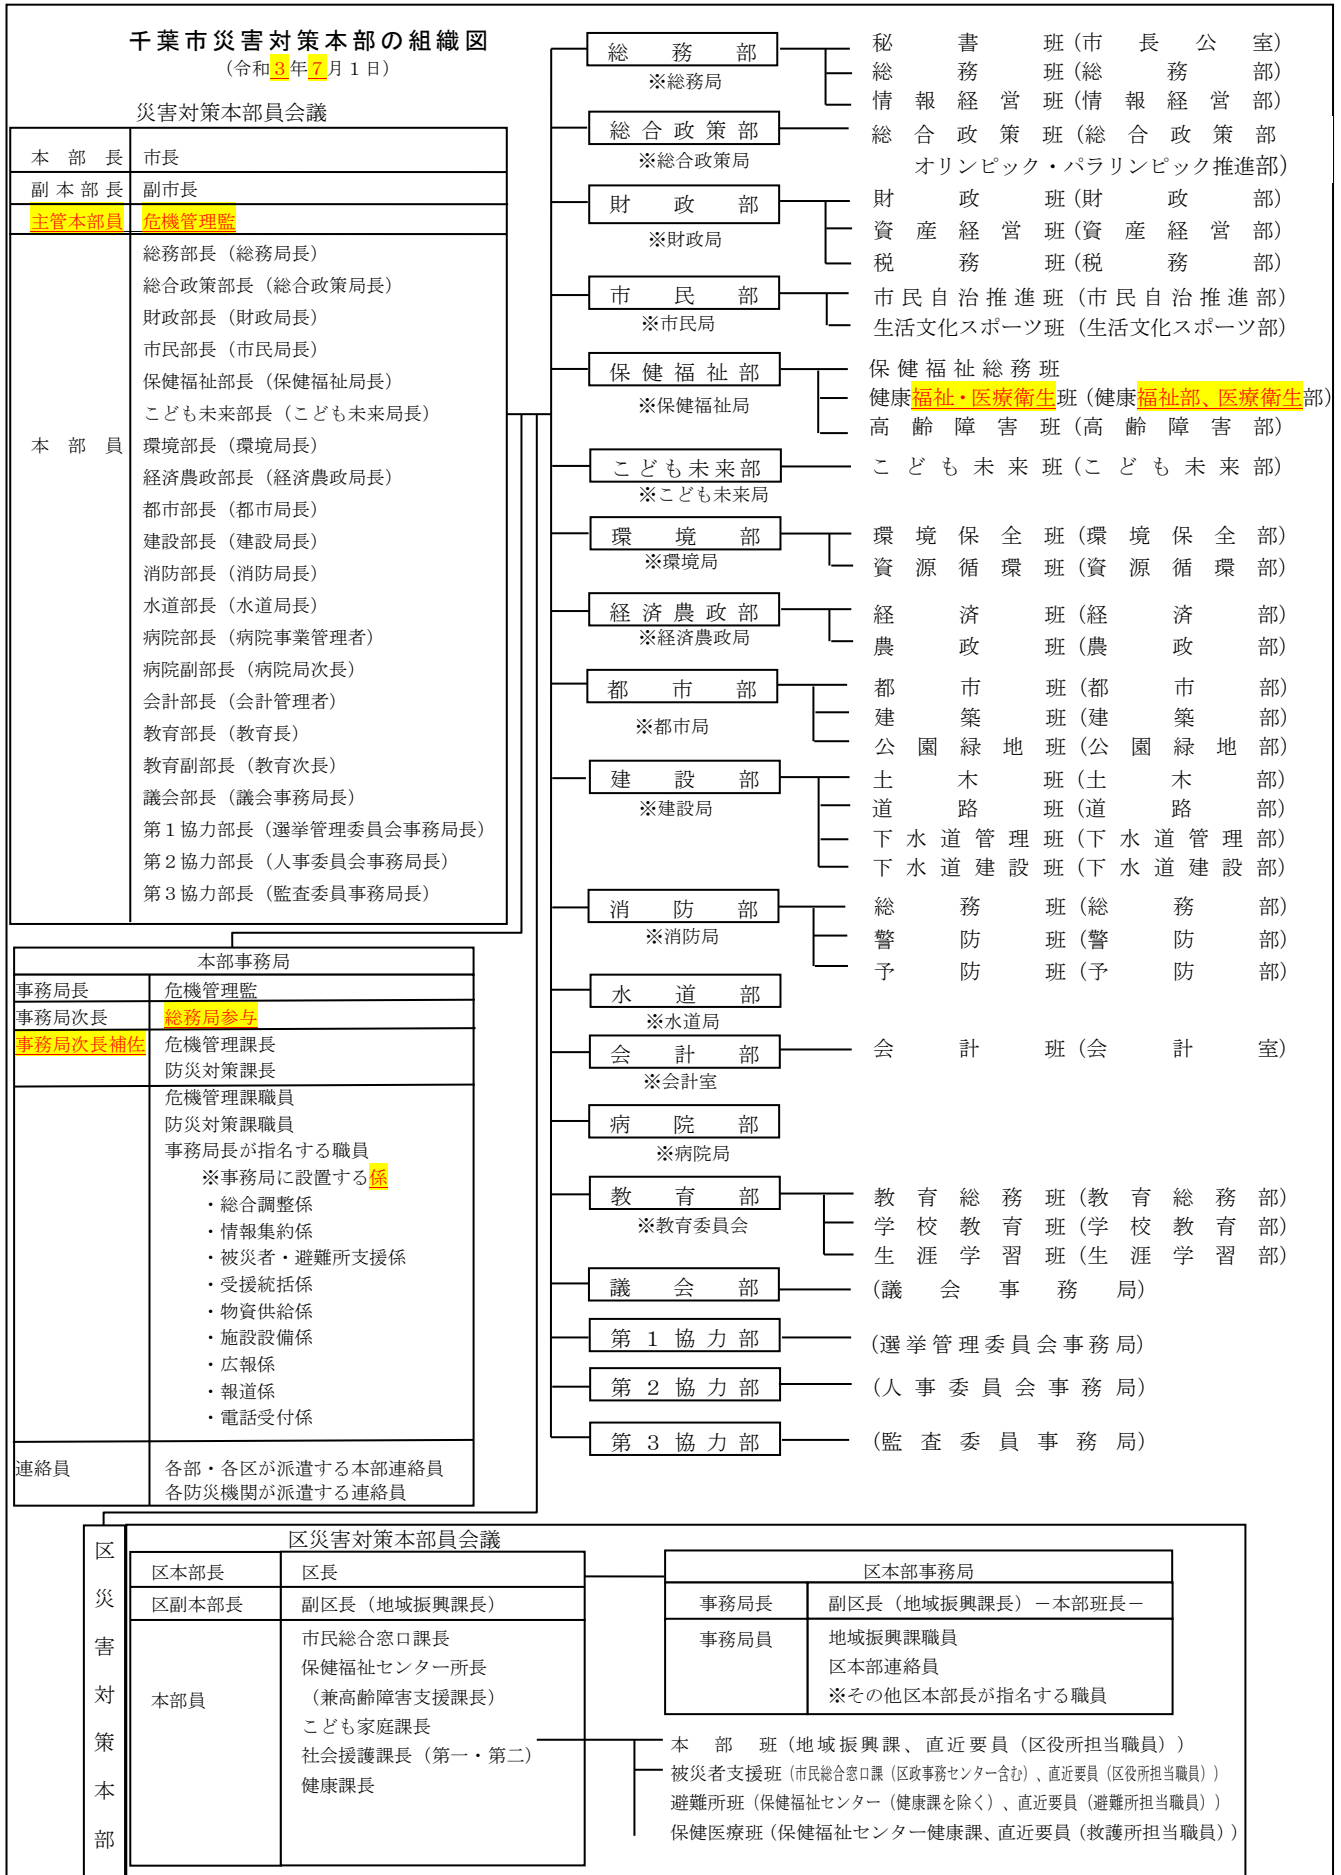 千葉市災害対策本部の組織図
(令和3年7月1日)
災害対策本部員会議
本部長 市長
副本部長 副市長
主管本部員 危機管理監
本部員
総務部長(総務局長)
総合政策部長(総合政策局長)
財政部長(財政局長)
市民部長(市民局長)
保健福祉部長(保健福祉局長)
こども未来部長(こども未来局長)
環境部長(環境局長)
経済農政部長(経済農政局長)
都市部長(都市局長)
建設部長(建設局長)
消防部長(消防局長)
水道部長(水道局長)
病院部長(病院事業管理者)
病院副部長(病院局次長)
会計部長(会計管理者)
教育部長(教育長)
教育副部長(教育次長)
議会部長(議会事務局長)
第1協力部長(選挙管理委員会事務局長)
第2協力部長(人事委員会事務局長)
第3協力部長(監査委員事務局長)
本部事務局
事務局長 危機管理監
事務局次長 総務局参与
事務局次長補佐 危機管理課長
防災対策課長
危機管理課職員
防災対策課職員
事務局長が指名する職員
※事務局に設置する係
・総合調整係
・情報集約係
・被災者・避難所支援係
・受援統括係
・物資供給係
・施設設備係
・広報係
・報道係
・電話受付係
連絡員 各部・各区が派遣する本部連絡員
各防災機関が派遣する連絡員
総務部
※総務局
秘書班(市長公室)
総務班(総務部)
情報経営班(情報経営部)
総合政策部
※総合政策局
総合政策班(総合政策部
オリンピック・パラリンピック推進部)
財政部
※財政局
財政班(財政部)
資産経営班(資産経営部)
税務班(税務部)
市民部
※市民局
市民自治推進班(市民自治推進部)
生活文化スポーツ班(生活文化スポーツ部)
保健福祉部
※保健福祉局
保健福祉総務班
健康福祉・医療衛生班(健康福祉部、医療衛生部)
高齢障害班(高齢障害部)
こども未来部
※こども未来局
こども未来班(こども未来部)
環境部
※環境局
環境保全班(環境保全部)
資源循環班(資源循環部)
経済農政部
※経済農政局
経済班(経済部)
農政班(農政部)
都市部
※都市局
都市班(都市部)
建築班(建築部)
公園緑地班(公園緑地部)
建設部
※建設局
土木班(土木部)
道路班(道路部)
下水道管理班(下水道管理部)
下水道建設班(下水道建設部)
消防部
※消防局
総務班(総務部)
警防班(警防部)
予防班(予防部)
水道部
※水道局
会計部
※会計室
会計班(会計室)
病院部
※病院局
教育部
※教育委員会
教育総務班(教育総務部)
学校教育班(学校教育部)
生涯学習班(生涯学習部)
議会部
(議会事務局)
第1協力部
(選挙管理委員会事務局)
第2協力部
(人事委員会事務局)
第3協力部
(監査委員事務局)
区災害対策本部
区災害対策本部員会議
区本部長 区長
区副本部長 副区長(地域振興課長)
本部員
市民総合窓口課長
保健福祉センター所長
(兼高齢障害支援課長)
こども家庭課長
社会援護課長(第一・第二)
健康課長
区本部事務局
事務局長 副区長(地域振興課長)-本部班長-
事務局員 地域振興課職員
区本部連絡員
※その他区本部長が指名する職員
本部班(地域振興課、直近要員(区役所担当職員))
被災者支援班(市民総合窓口課(区政事務センター含む)、直近要員(区役所担当職員))
避難所班(保健福祉センター(健康課を除く)、直近要員(避難所担当職員))
保健医療班(保健福祉センター健康課、直近要員(救護所担当職員))